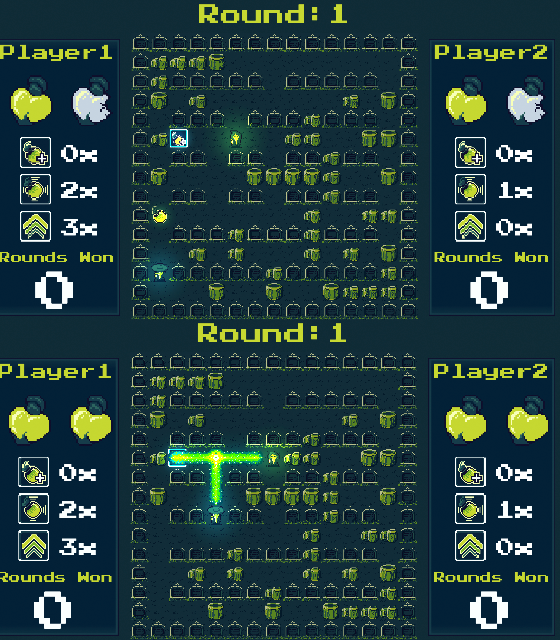 Round: 1
Player1
0x
2x
3x
Rounds Won
0
Player2
0x
1x
0x
Rounds Won
0
Round: 1
Player1
0x
2x
3x
Rounds Won
0
Player2
0x
1x
0x
Rounds Won
0